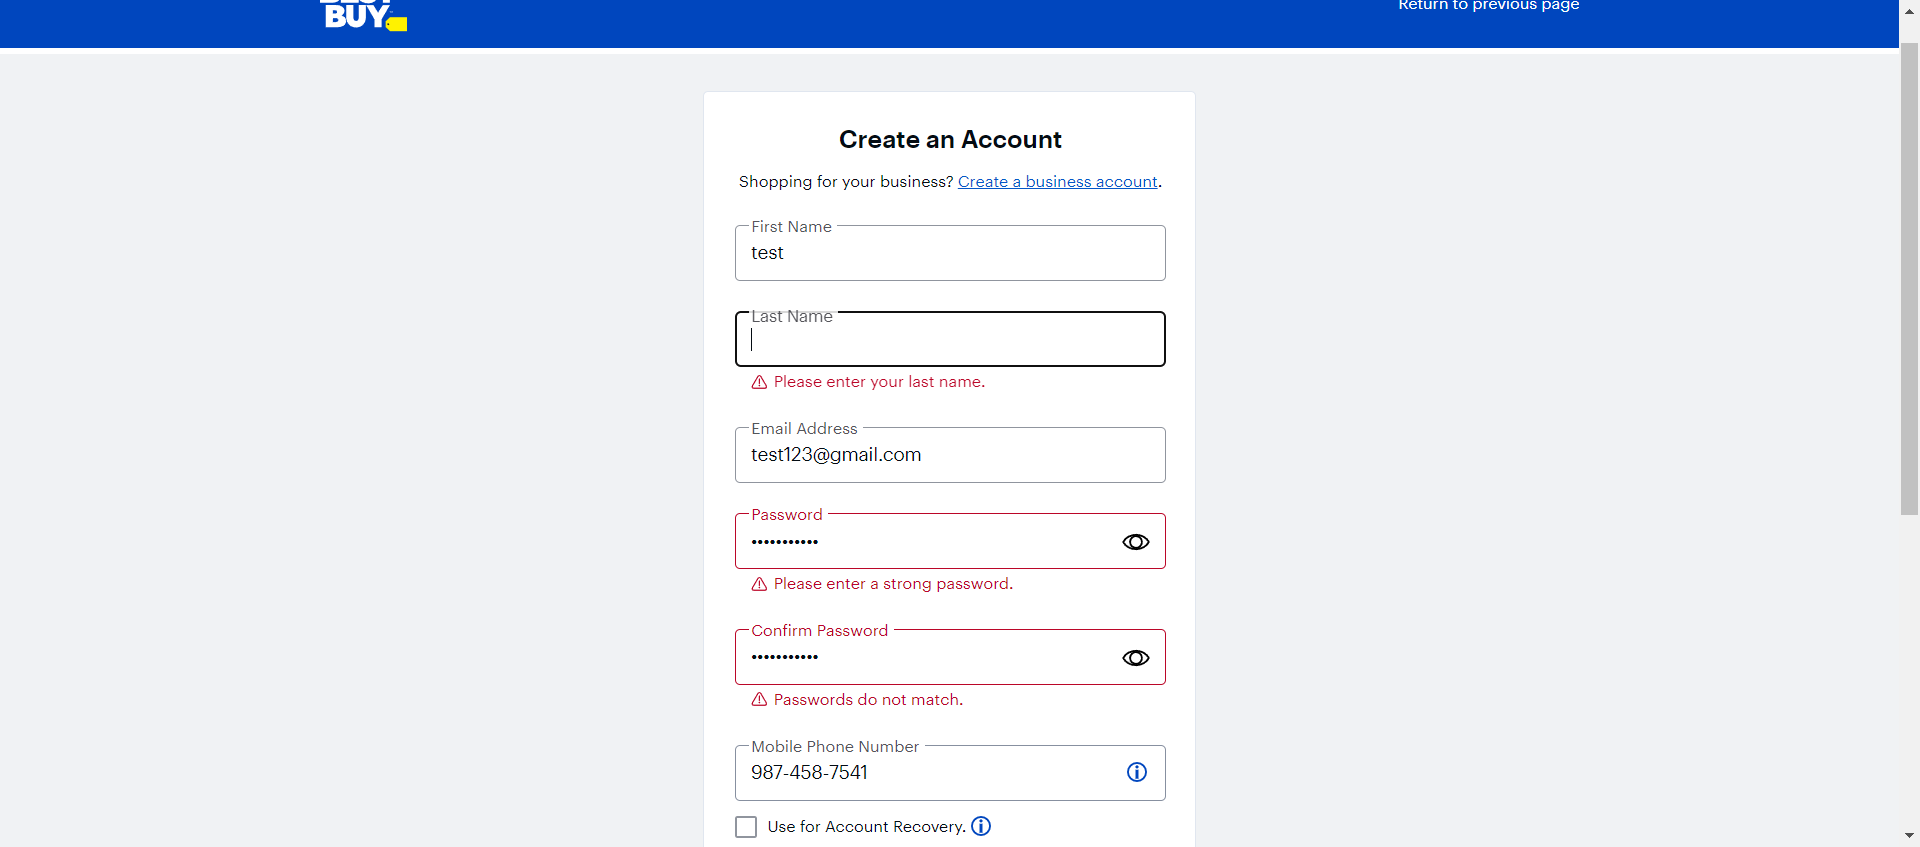 BEST
BUY
Return to previous page
Create an Account
Shopping for your business? Create a business account.
First Name
test
Last Name
Please enter your last name.
Email Address
test123@gmail.com
Password
•••••••••••
Please enter a strong password.
Confirm Password
•••••••••••
Passwords do not match.
Mobile Phone Number
987-458-7541
Use for Account Recovery.